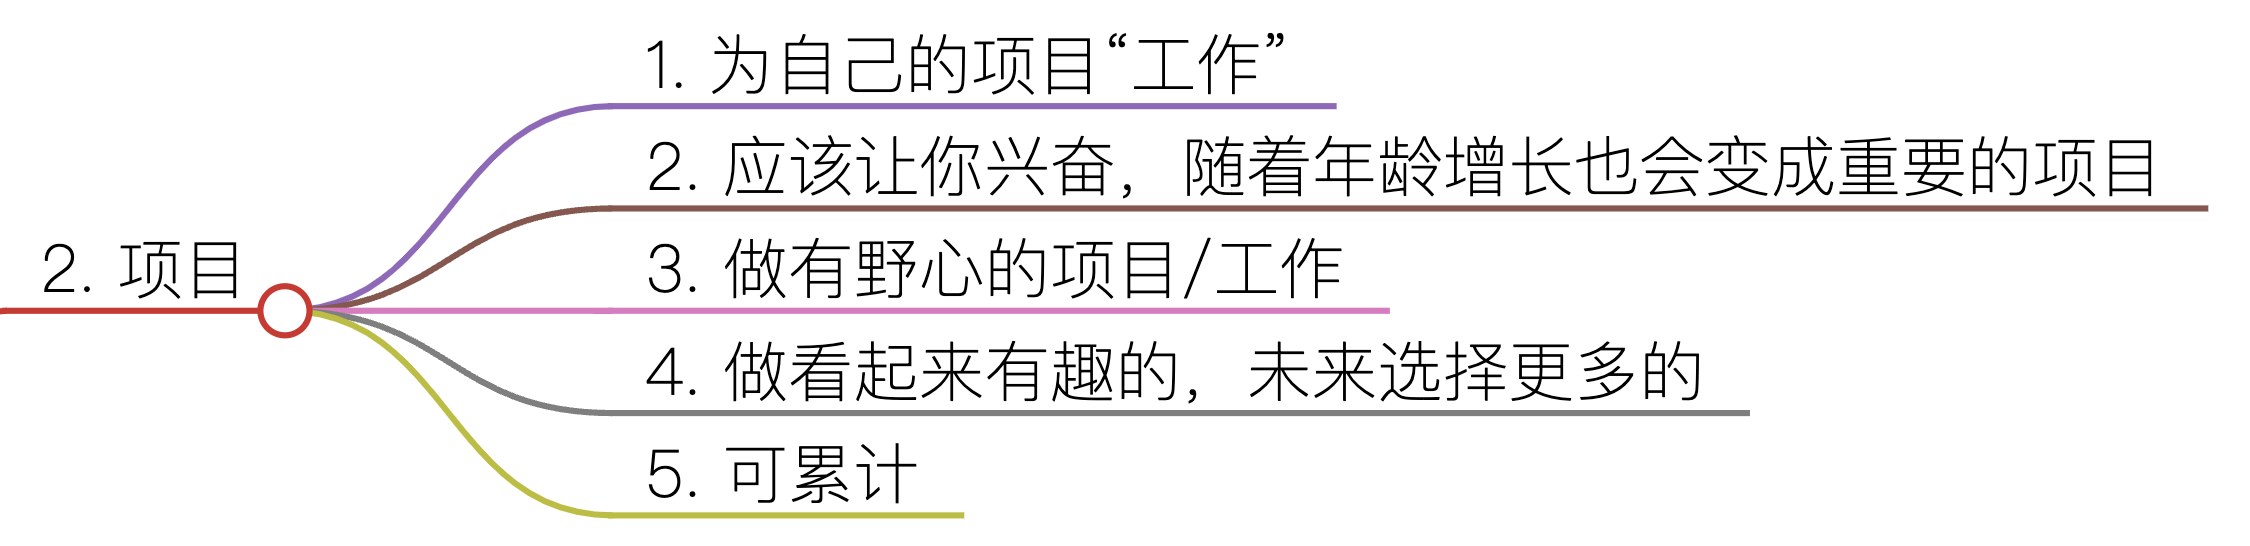 2. 项目
1. 为自己的项目“工作”
2. 应该让你兴奋，随着年龄增长也会变成重要的项目
3. 做有野心的项目/工作
4. 做看起来有趣的，未来选择更多的
5. 可累计